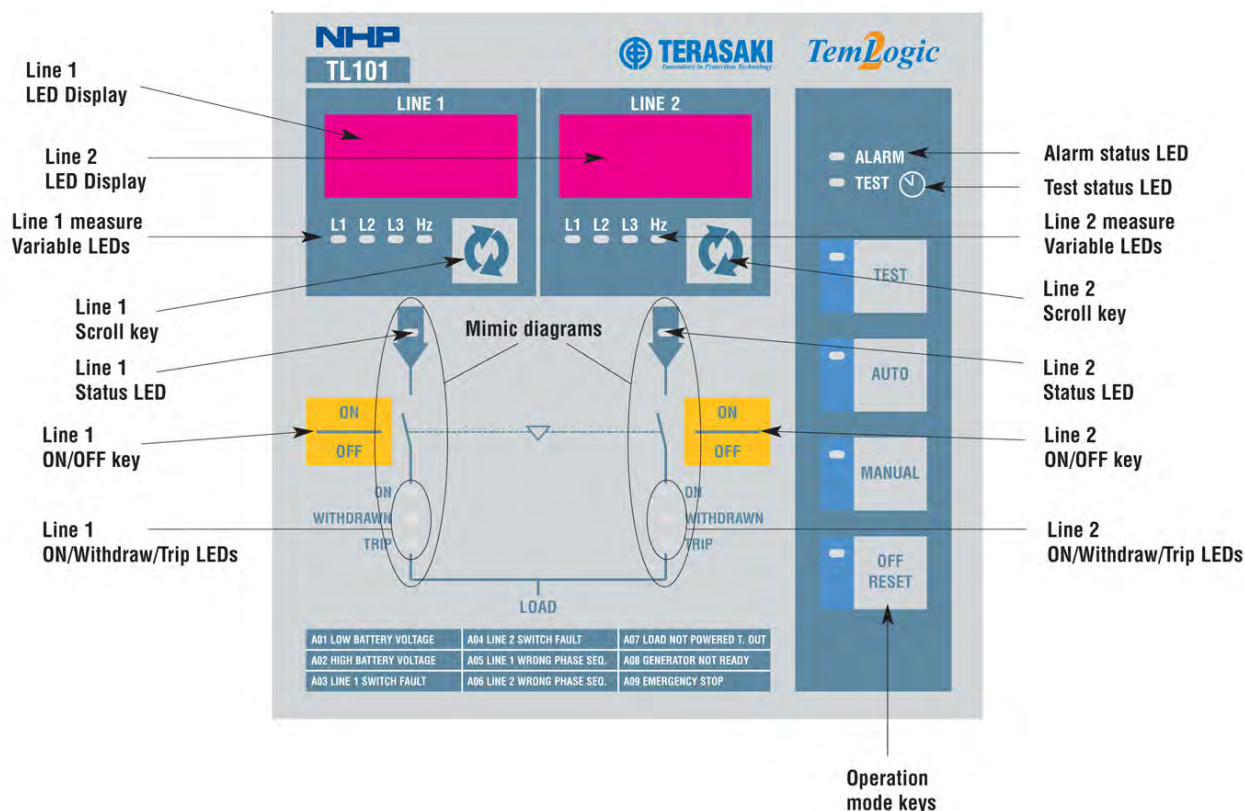 NHP
TERASAKI
Innovators in Protection Technology
TemLogic 2
TL101
Line 1
LED Display
LINE 1
LINE 2
Line 2
LED Display
ALARM
Alarm status LED
TEST
Test status LED
Line 1 measure
Variable LEDs
L1 L2 L3 Hz
L1 L2 L3 Hz
Line 2 measure
Variable LEDs
TEST
Line 1
Scroll key
Mimic diagrams
Line 2
Scroll key
Line 1
Status LED
AUTO
Line 2
Status LED
Line 1
ON/OFF key
ON
OFF
ON
OFF
Line 2
ON/OFF key
MANUAL
Line 1
ON/Withdraw/Trip LEDs
ON
WITHDRAWN
TRIP
ON
WITHDRAWN
TRIP
Line 2
ON/Withdraw/Trip LEDs
OFF
RESET
LOAD
A01 LOW BATTERY VOLTAGE
A04 LINE 2 SWITCH FAULT
A07 LOAD NOT POWERED T. OUT
A02 HIGH BATTERY VOLTAGE
A05 LINE 1 WRONG PHASE SEQ.
A08 GENERATOR NOT READY
A03 LINE 1 SWITCH FAULT
A06 LINE 2 WRONG PHASE SEQ.
A09 EMERGENCY STOP
Operation
mode keys